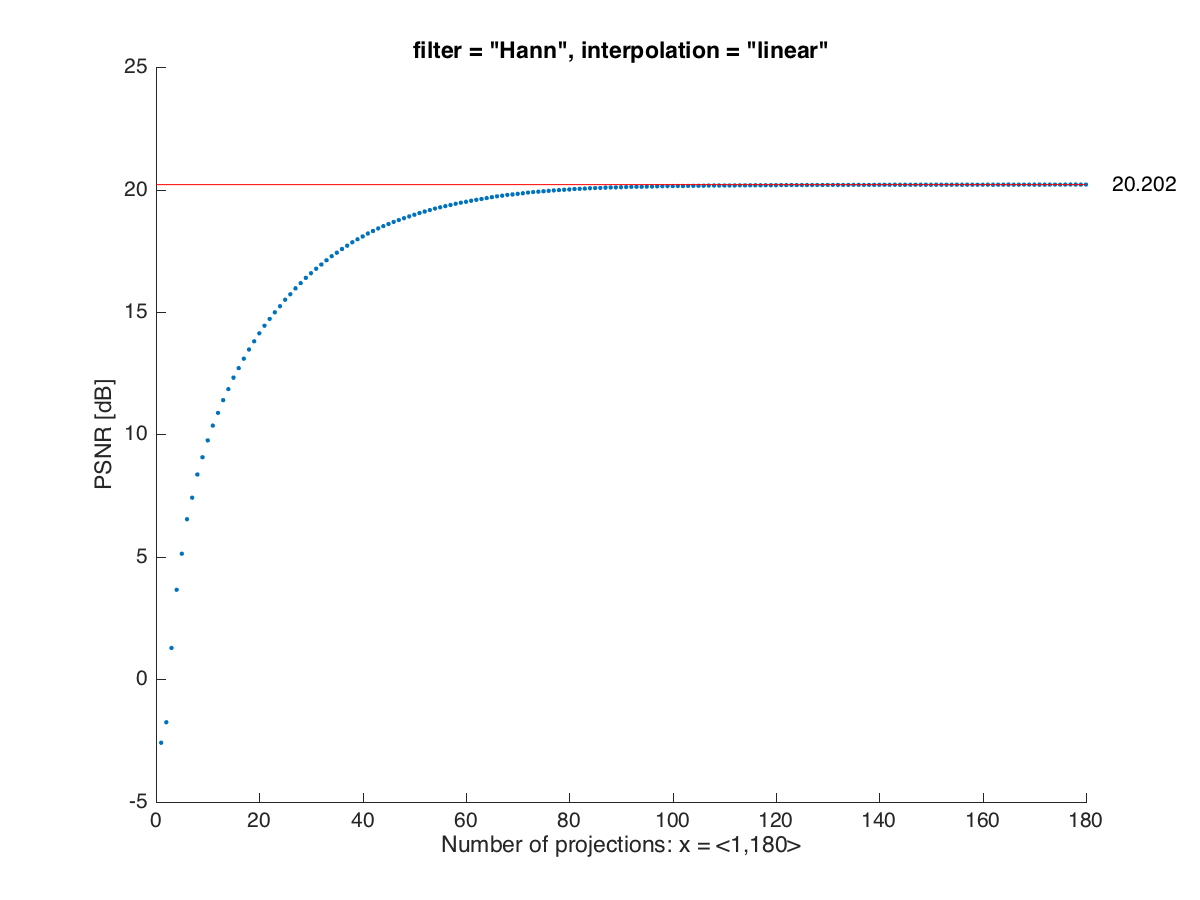 filter = "Hann", interpolation = "linear"
25
20
15
10
5
0
-5
20.202
PSNR [dB]
0 20 40 60 80 100 120 140 160 180
Number of projections: x = <1,180>